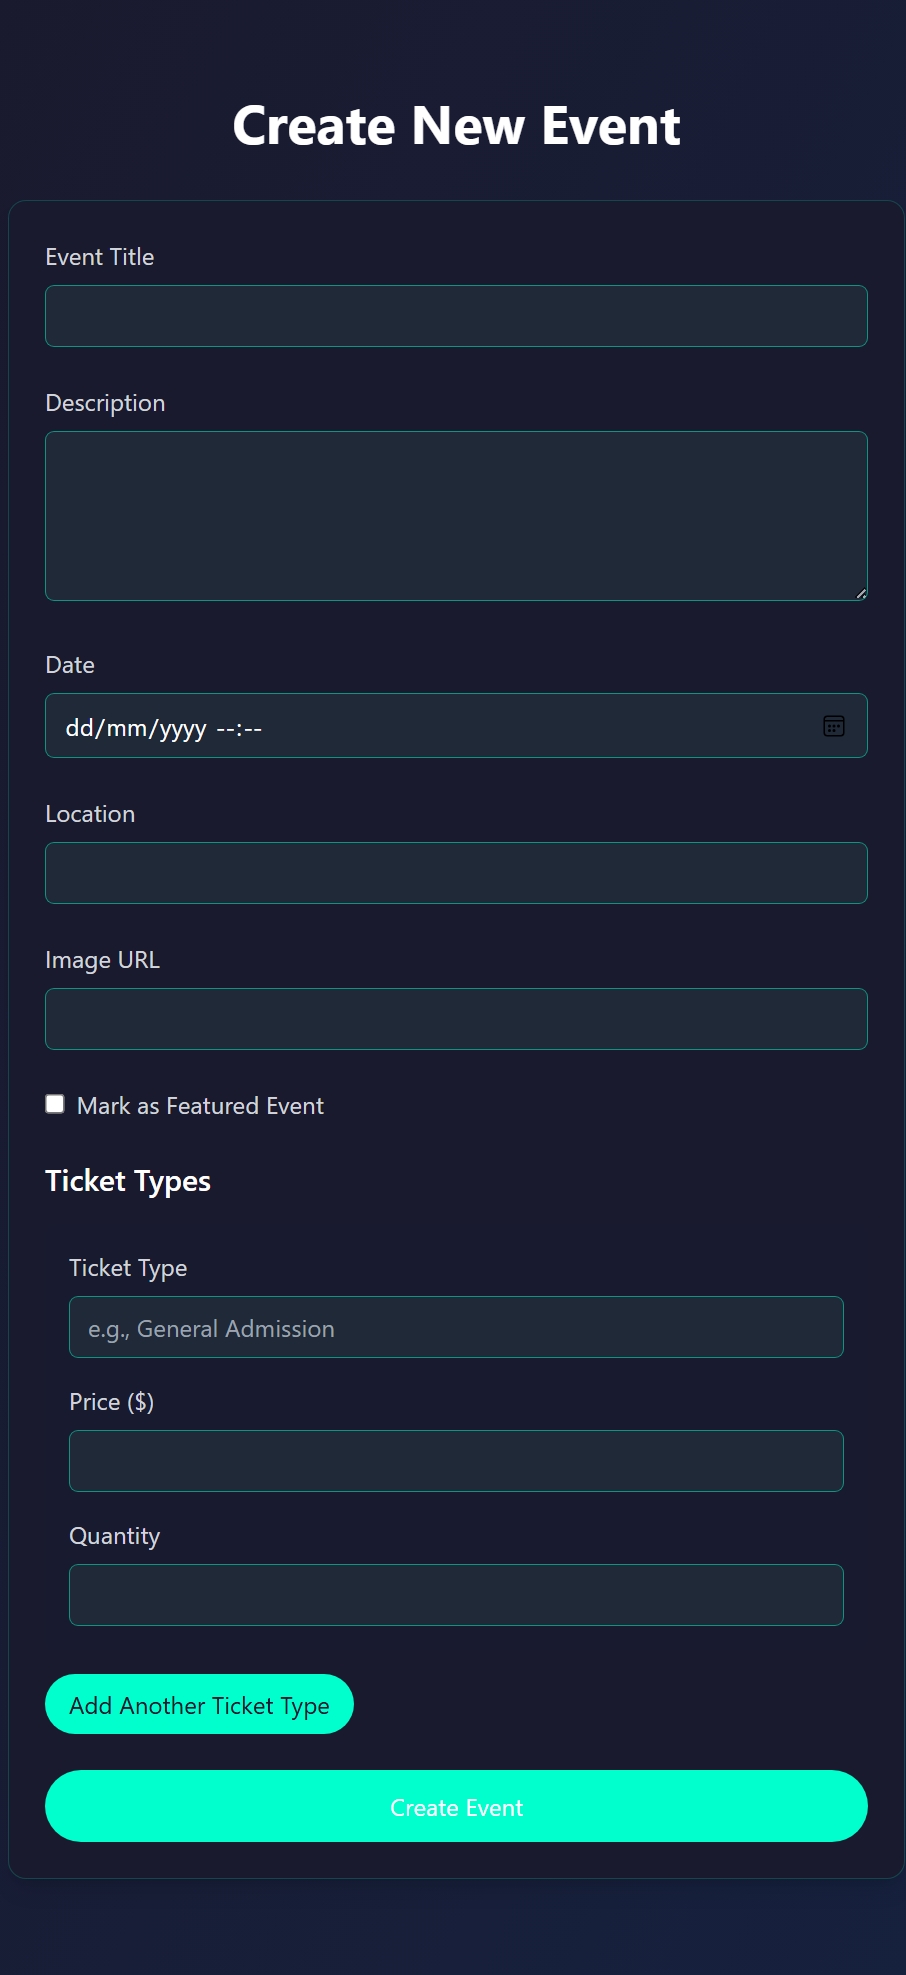 Create New Event
Event Title
Description
Date
dd/mm/yyyy --:--
Location
Image URL
Mark as Featured Event
Ticket Types
Ticket Type
e.g., General Admission
Price ($)
Quantity
Add Another Ticket Type
Create Event